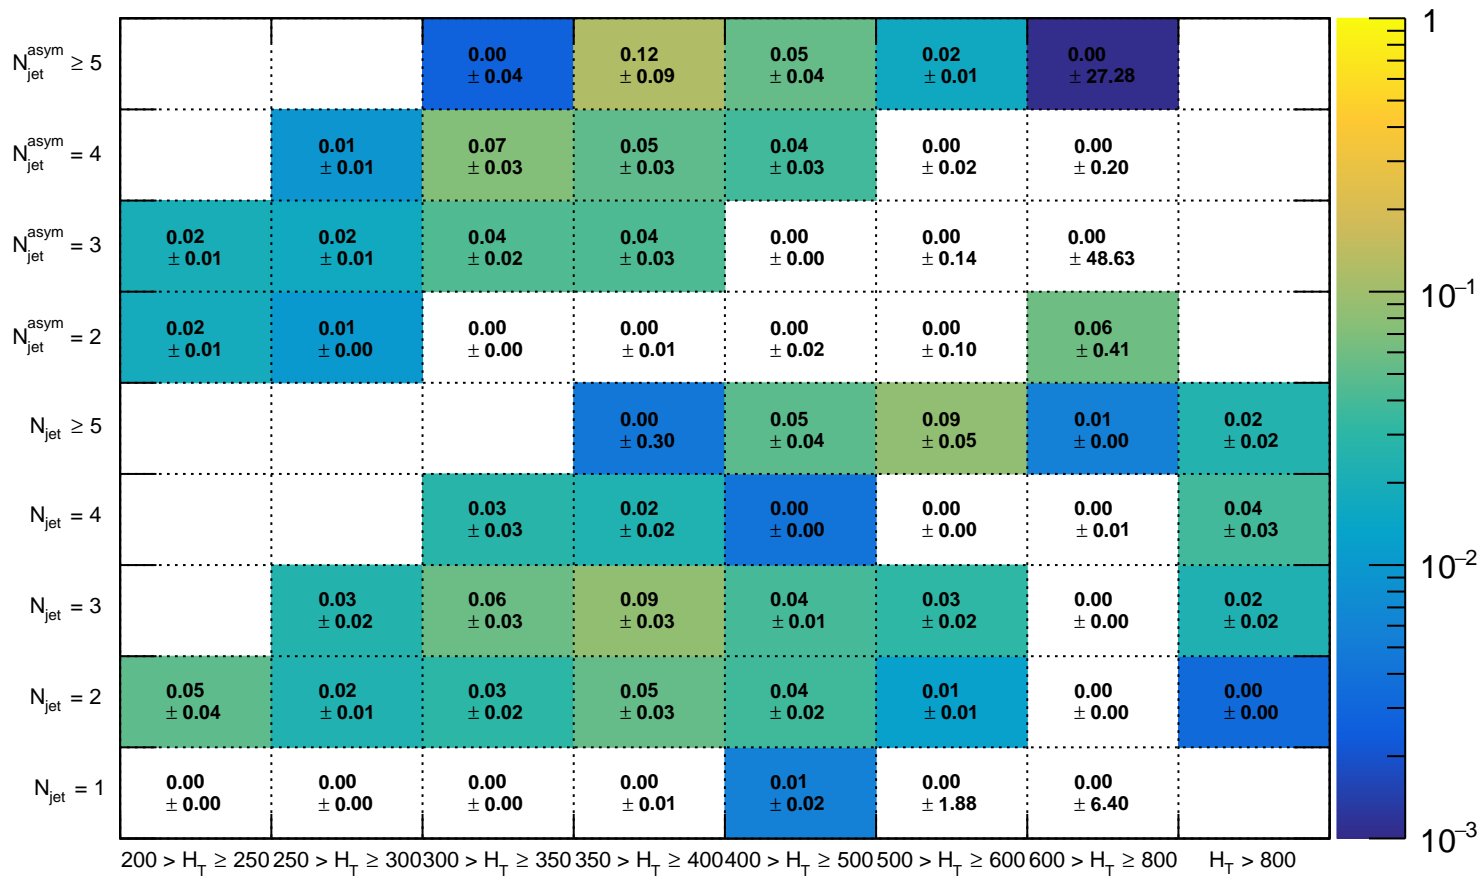 N_jet^asym ≥ 5
0.00 0.12 0.05 0.02 0.00
± 0.04 ± 0.09 ± 0.04 ± 0.01 ± 27.28
N_jet^asym = 4
0.01 0.07 0.05 0.04 0.00 0.00
± 0.01 ± 0.03 ± 0.03 ± 0.03 ± 0.02 ± 0.20
N_jet^asym = 3
0.02 0.02 0.04 0.04 0.00 0.00 0.00
± 0.01 ± 0.01 ± 0.02 ± 0.03 ± 0.00 ± 0.14 ± 48.63
N_jet^asym = 2
0.02 0.01 0.00 0.00 0.00 0.00 0.06
± 0.01 ± 0.00 ± 0.00 ± 0.01 ± 0.02 ± 0.10 ± 0.41
N_jet ≥ 5
0.00 0.05 0.09 0.01 0.02
± 0.30 ± 0.04 ± 0.05 ± 0.00 ± 0.02
N_jet = 4
0.03 0.02 0.00 0.00 0.00 0.04
± 0.03 ± 0.02 ± 0.00 ± 0.00 ± 0.01 ± 0.03
N_jet = 3
0.03 0.06 0.09 0.04 0.03 0.00 0.02
± 0.02 ± 0.03 ± 0.03 ± 0.01 ± 0.02 ± 0.00 ± 0.02
N_jet = 2
0.05 0.02 0.03 0.05 0.04 0.01 0.00 0.00
± 0.04 ± 0.01 ± 0.02 ± 0.03 ± 0.02 ± 0.01 ± 0.00 ± 0.00
N_jet = 1
0.00 0.00 0.00 0.00 0.01 0.00 0.00
± 0.00 ± 0.00 ± 0.00 ± 0.01 ± 0.02 ± 1.88 ± 6.40
200 > H_T ≥ 250 250 > H_T ≥ 300 300 > H_T ≥ 350 350 > H_T ≥ 400 400 > H_T ≥ 500 500 > H_T ≥ 600 600 > H_T ≥ 800 H_T > 800
1
10^−1
10^−2
10^−3